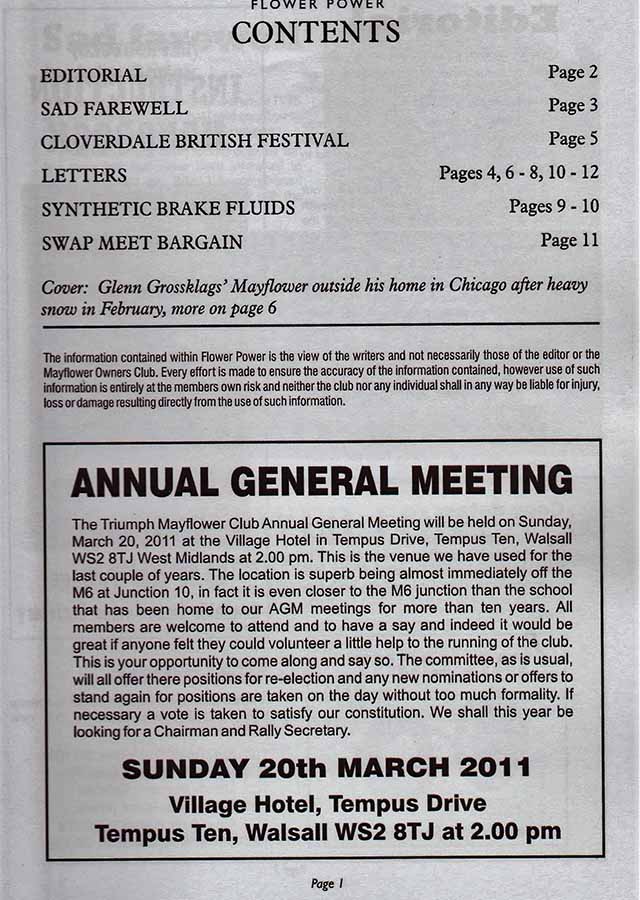 FLOWER POWER
CONTENTS
EDITORIAL Page 2
SAD FAREWELL Page 3
CLOVERDALE BRITISH FESTIVAL Page 5
LETTERS Pages 4, 6 - 8, 10 - 12
SYNTHETIC BRAKE FLUIDS Pages 9 - 10
SWAP MEET BARGAIN Page 11
Cover: Glenn Grossklags' Mayflower outside his home in Chicago after heavy
snow in February, more on page 6
The information contained within Flower Power is the view of the writers and not necessarily those of the editor or the
Mayflower Owners Club. Every effort is made to ensure the accuracy of the information contained, however use of such
information is entirely at the members own risk and neither the club nor any individual shall in any way be liable for injury,
loss or damage resulting directly from the use of such information.
ANNUAL GENERAL MEETING
The Triumph Mayflower Club Annual General Meeting will be held on Sunday,
March 20, 2011 at the Village Hotel in Tempus Drive, Tempus Ten, Walsall
WS2 8TJ West Midlands at 2.00 pm. This is the venue we have used for the
last couple of years. The location is superb being almost immediately off the
M6 at Junction 10, in fact it is even closer to the M6 junction than the school
that has been home to our AGM meetings for more than ten years. All
members are welcome to attend and to have a say and indeed it would be
great if anyone felt they could volunteer a little help to the running of the club.
This is your opportunity to come along and say so. The committee, as is usual,
will all offer there positions for re-election and any new nominations or offers to
stand again for positions are taken on the day without too much formality. If
necessary a vote is taken to satisfy our constitution. We shall this year be
looking for a Chairman and Rally Secretary.
SUNDAY 20th MARCH 2011
Village Hotel, Tempus Drive
Tempus Ten, Walsall WS2 8TJ at 2.00 pm
Page 1